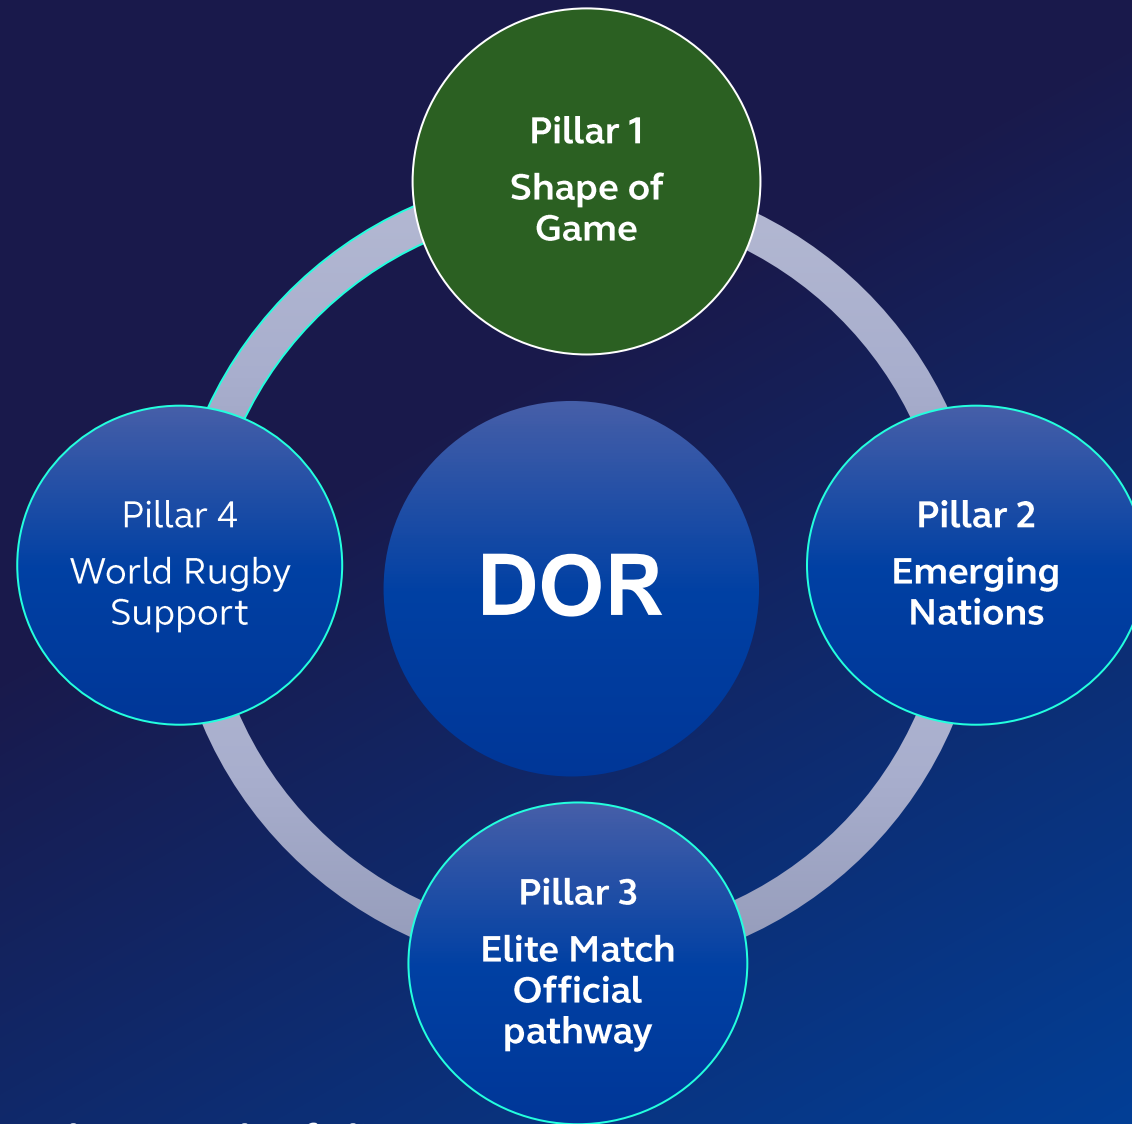 Pillar 1
Shape of
Game
Pillar 4
World Rugby
Support
DOR
Pillar 2
Emerging
Nations
Pillar 3
Elite Match
Official
pathway